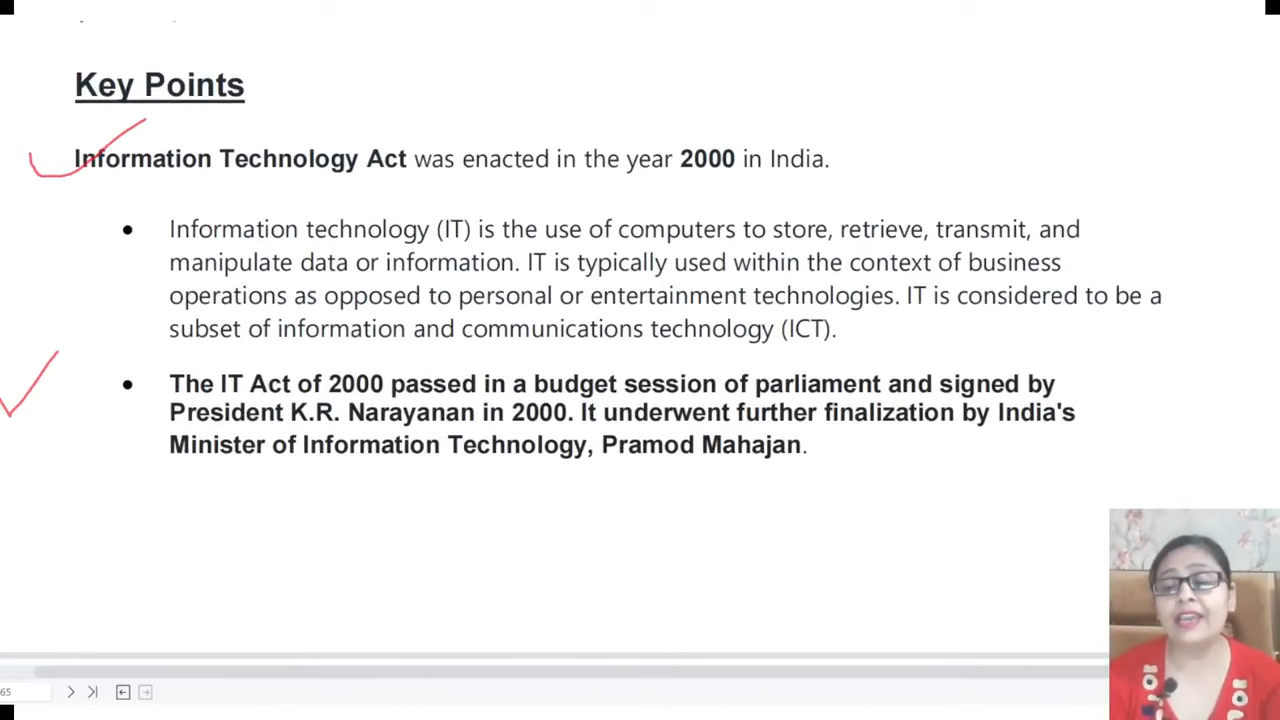 Key Points
Information Technology Act was enacted in the year 2000 in India.
• Information technology (IT) is the use of computers to store, retrieve, transmit, and
manipulate data or information. IT is typically used within the context of business
operations as opposed to personal or entertainment technologies. IT is considered to be a
subset of information and communications technology (ICT).
• The IT Act of 2000 passed in a budget session of parliament and signed by
President K.R. Narayanan in 2000. It underwent further finalization by India's
Minister of Information Technology, Pramod Mahajan.
65